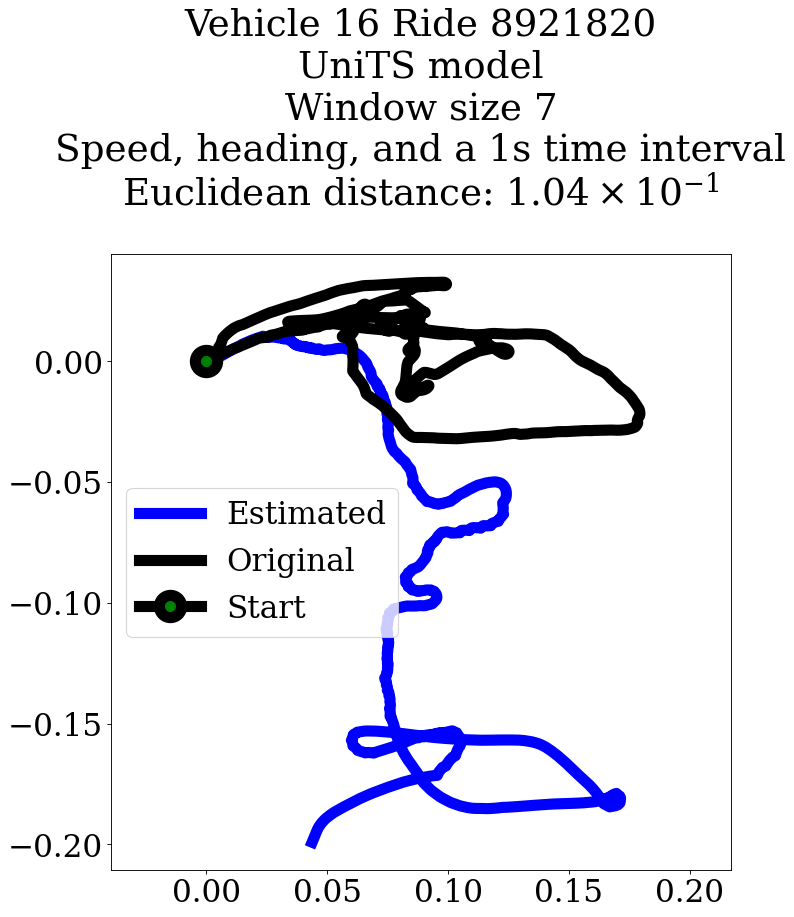 Vehicle 16 Ride 8921820
UniTS model
Window size 7
Speed, heading, and a 1s time interval
Euclidean distance: 1.04 × 10⁻¹
0.00
−0.05
−0.10
−0.15
−0.20
Estimated
Original
Start
0.00 0.05 0.10 0.15 0.20